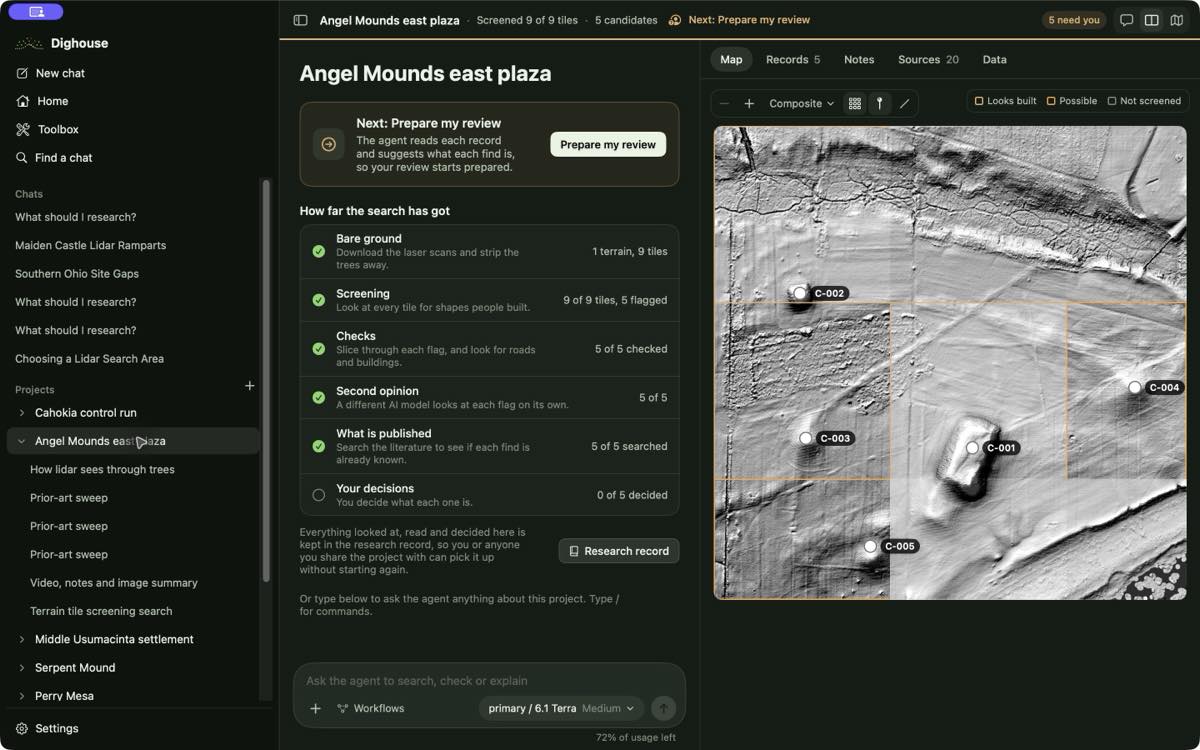 Dighouse
New chat
Home
Toolbox
Find a chat
Chats
What should I research?
Maiden Castle Lidar Ramparts
Southern Ohio Site Gaps
What should I research?
What should I research?
Choosing a Lidar Search Area
Projects
Cahokia control run
Angel Mounds east plaza
How lidar sees through trees
Prior-art sweep
Prior-art sweep
Prior-art sweep
Video, notes and image summary
Terrain tile screening search
Middle Usumacinta settlement
Serpent Mound
Perry Mesa
Settings
Angel Mounds east plaza · Screened 9 of 9 tiles · 5 candidates Next: Prepare my review
5 need you
Angel Mounds east plaza
Next: Prepare my review
The agent reads each record
and suggests what each find is,
so your review starts prepared.
Prepare my review
How far the search has got
Bare ground
Download the laser scans and strip the
trees away.
1 terrain, 9 tiles
Screening
Look at every tile for shapes people built.
9 of 9 tiles, 5 flagged
Checks
Slice through each flag, and look for roads
and buildings.
5 of 5 checked
Second opinion
A different AI model looks at each flag on its own.
5 of 5
What is published
Search the literature to see if each find is
already known.
5 of 5 searched
Your decisions
You decide what each one is.
0 of 5 decided
Everything looked at, read and decided here is
kept in the research record, so you or anyone
you share the project with can pick it up
without starting again.
Research record
Or type below to ask the agent anything about this project. Type /
for commands.
Ask the agent to search, check or explain
Workflows
primary / 6.1 Terra Medium
72% of usage left
Map
Records 5
Notes
Sources 20
Data
Composite
Looks built
Possible
Not screened
C-002
C-004
C-003
C-001
C-005